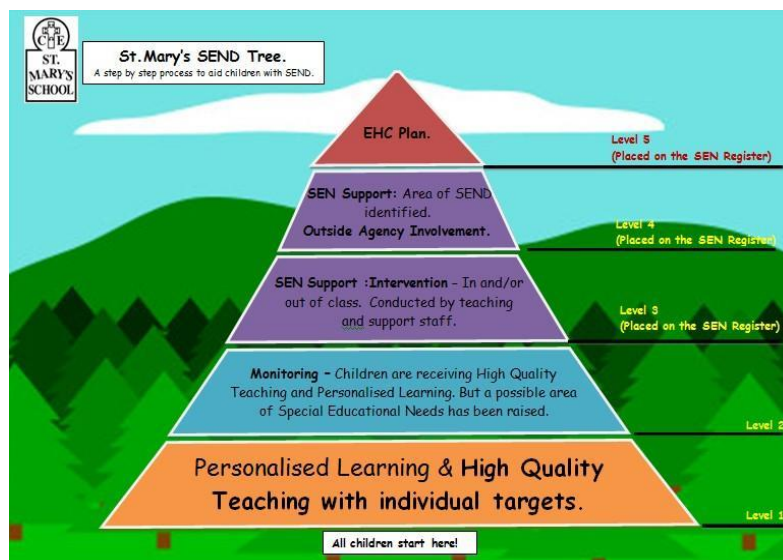 C E
ST.
MARY'S
SCHOOL
St.Mary's SEND Tree.
A step by step process to aid children with SEND.
EHC Plan.
Level 5
(Placed on the SEN Register)
SEN Support: Area of SEND
identified.
Outside Agency Involvement.
Level 4
(Placed on the SEN Register)
SEN Support :Intervention – In and/or
out of class. Conducted by teaching
and support staff.
Level 3
(Placed on the SEN Register)
Monitoring – Children are receiving High Quality
Teaching and Personalised Learning. But a possible area
of Special Educational Needs has been raised.
Level 2
Personalised Learning & High Quality
Teaching with individual targets.
Level 1
All children start here!